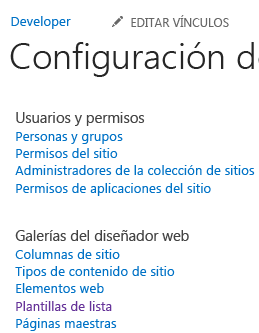 Developer
EDITAR VÍNCULOS
Configuración d
Usuarios y permisos
Personas y grupos
Permisos del sitio
Administradores de la colección de sitios
Permisos de aplicaciones del sitio
Galerías del diseñador web
Columnas de sitio
Tipos de contenido de sitio
Elementos web
Plantillas de lista
Páginas maestras